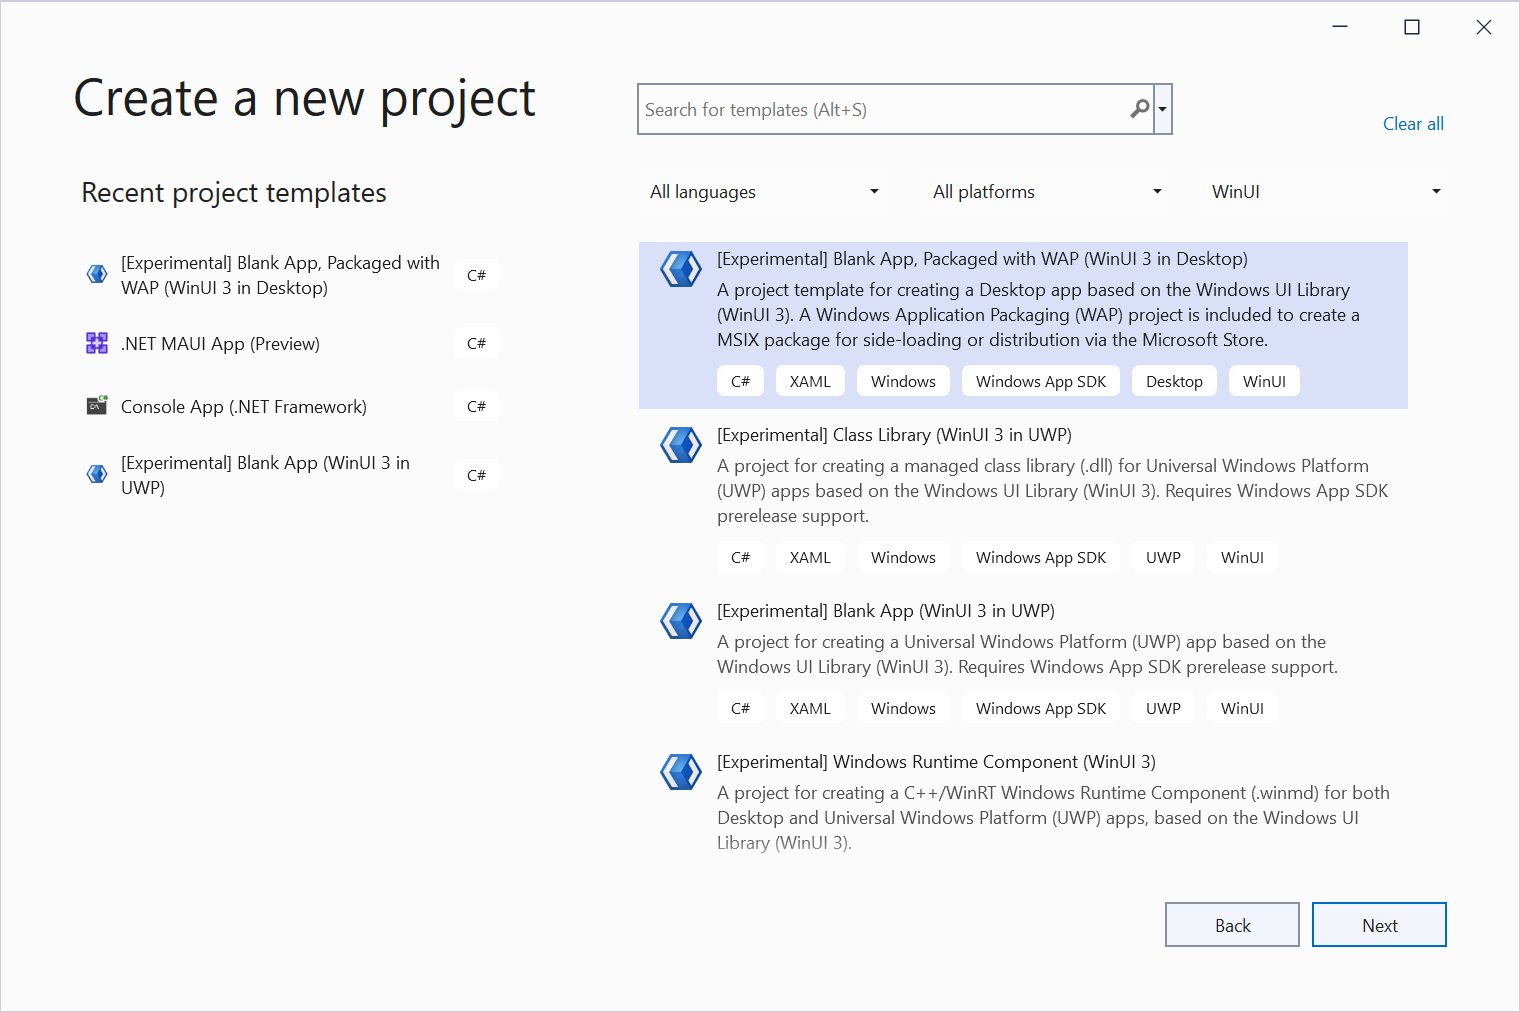 Create a new project
Search for templates (Alt+S)
Clear all
Recent project templates
All languages
All platforms
WinUI
[Experimental] Blank App, Packaged with
WAP (WinUI 3 in Desktop)
C#
.NET MAUI App (Preview)
C#
Console App (.NET Framework)
C#
[Experimental] Blank App (WinUI 3 in
UWP)
C#
[Experimental] Blank App, Packaged with WAP (WinUI 3 in Desktop)
A project template for creating a Desktop app based on the Windows UI Library
(WinUI 3). A Windows Application Packaging (WAP) project is included to create a
MSIX package for side-loading or distribution via the Microsoft Store.
C# XAML Windows Windows App SDK Desktop WinUI
[Experimental] Class Library (WinUI 3 in UWP)
A project for creating a managed class library (.dll) for Universal Windows Platform
(UWP) apps based on the Windows UI Library (WinUI 3). Requires Windows App SDK
prerelease support.
C# XAML Windows Windows App SDK UWP WinUI
[Experimental] Blank App (WinUI 3 in UWP)
A project for creating a Universal Windows Platform (UWP) app based on the
Windows UI Library (WinUI 3). Requires Windows App SDK prerelease support.
C# XAML Windows Windows App SDK UWP WinUI
[Experimental] Windows Runtime Component (WinUI 3)
A project for creating a C++/WinRT Windows Runtime Component (.winmd) for both
Desktop and Universal Windows Platform (UWP) apps, based on the Windows UI
Library (WinUI 3).
Back
Next